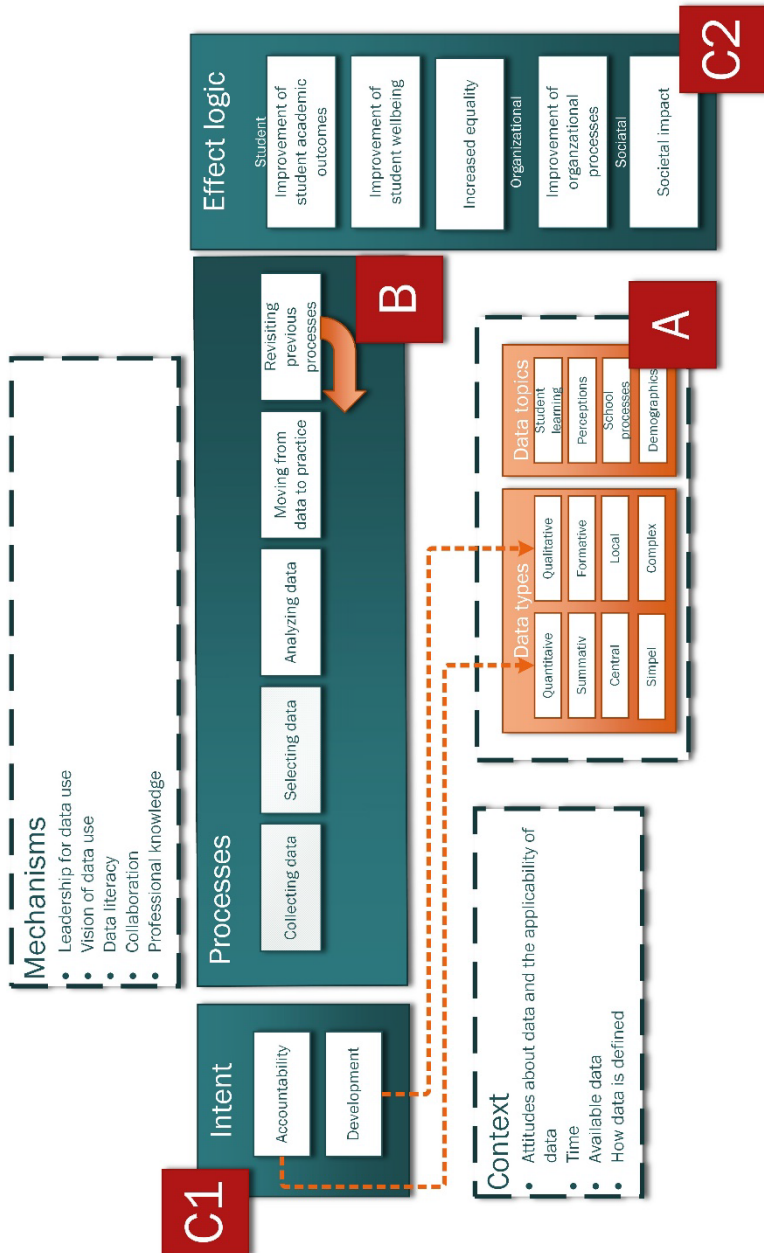 Mechanisms
• Leadership for data use
• Vision of data use
• Data literacy
• Collaboration
• Professional knowledge
C1
Intent
Accountability
Development
Processes
Collecting data
Selecting data
Analyzing data
Moving from
data to practice
Revisiting
previous
processes
B
Effect logic
Student
Improvement of
student academic
outcomes
Improvement of
student wellbeing
Increased equality
Organizational
Improvement of
organzational
processes
Sociatal
Societal impact
C2
Context
• Attitudes about data and the applicability of
data
• Time
• Available data
• How data is defined
Data types
Quantitaive
Qualitative
Summativ
Formative
Central
Local
Simpel
Complex
Data topics
Student
learning
Perceptions
School
processes
Demographics
A